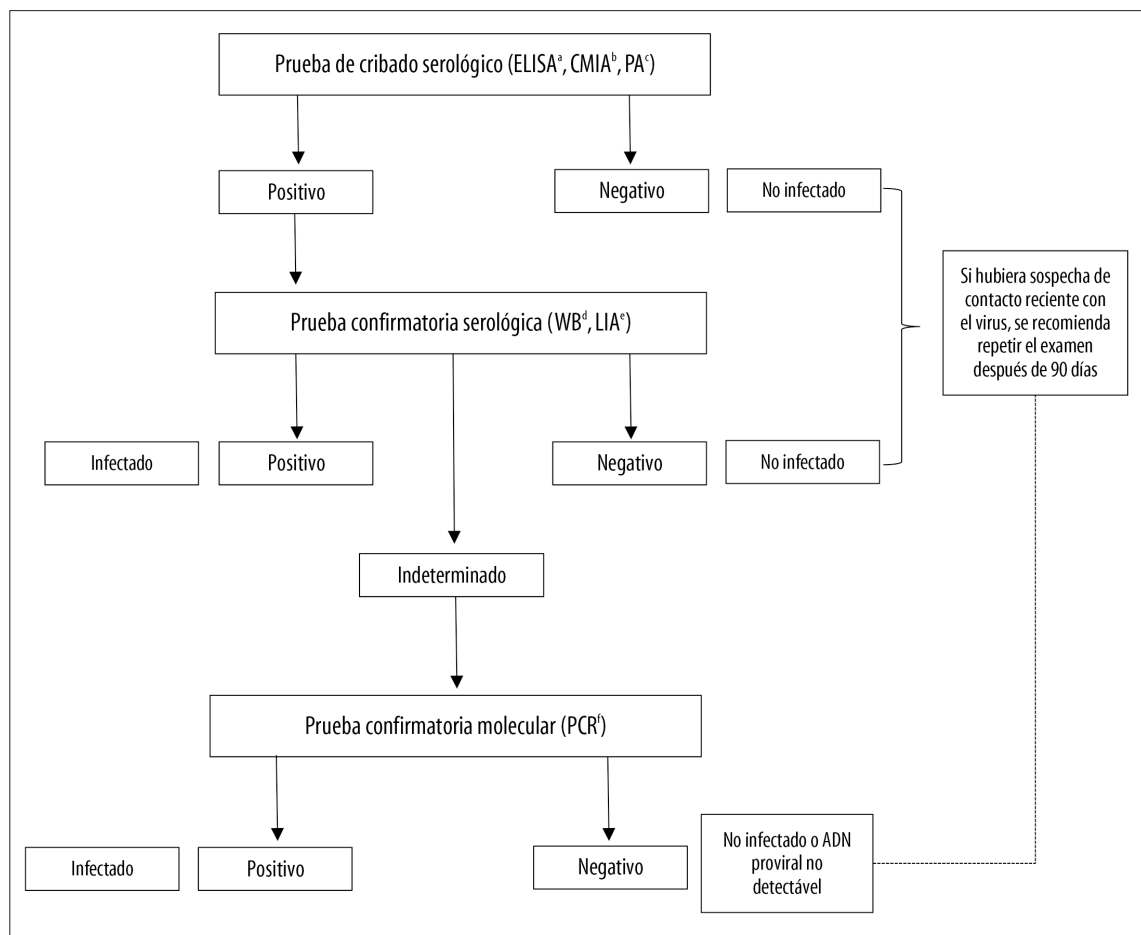 Prueba de cribado serológico (ELISAᵃ, CMIAᵇ, PAᶜ)
Positivo
Negativo
No infectado
Si hubiera sospecha de
contacto reciente con
el virus, se recomienda
repetir el examen
después de 90 días
Prueba confirmatoria serológica (WBᵈ, LIAᵉ)
Infectado
Positivo
Negativo
No infectado
Indeterminado
Prueba confirmatoria molecular (PCRᶠ)
Infectado
Positivo
Negativo
No infectado o ADN
proviral no
detectável